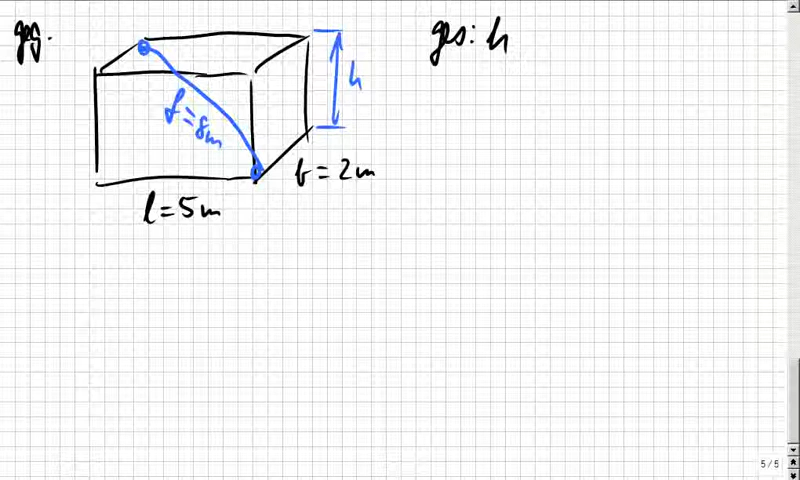 geg.
ges: h
h
f = 8m
b = 2m
l = 5m
5/5